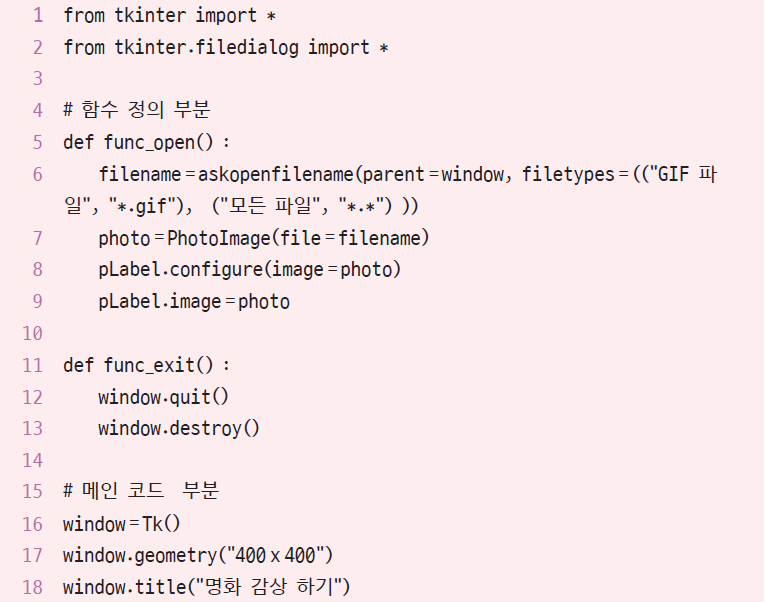 1 from tkinter import *
2 from tkinter.filedialog import *
3
4 # 함수 정의 부분
5 def func_open() :
6     filename=askopenfilename(parent=window, filetypes=(("GIF 파
일", "*.gif"), ("모든 파일", "*.*") ))
7     photo=PhotoImage(file=filename)
8     pLabel.configure(image=photo)
9     pLabel.image=photo
10
11 def func_exit() :
12     window.quit()
13     window.destroy()
14
15 # 메인 코드 부분
16 window=Tk()
17 window.geometry("400x400")
18 window.title("명화 감상 하기")